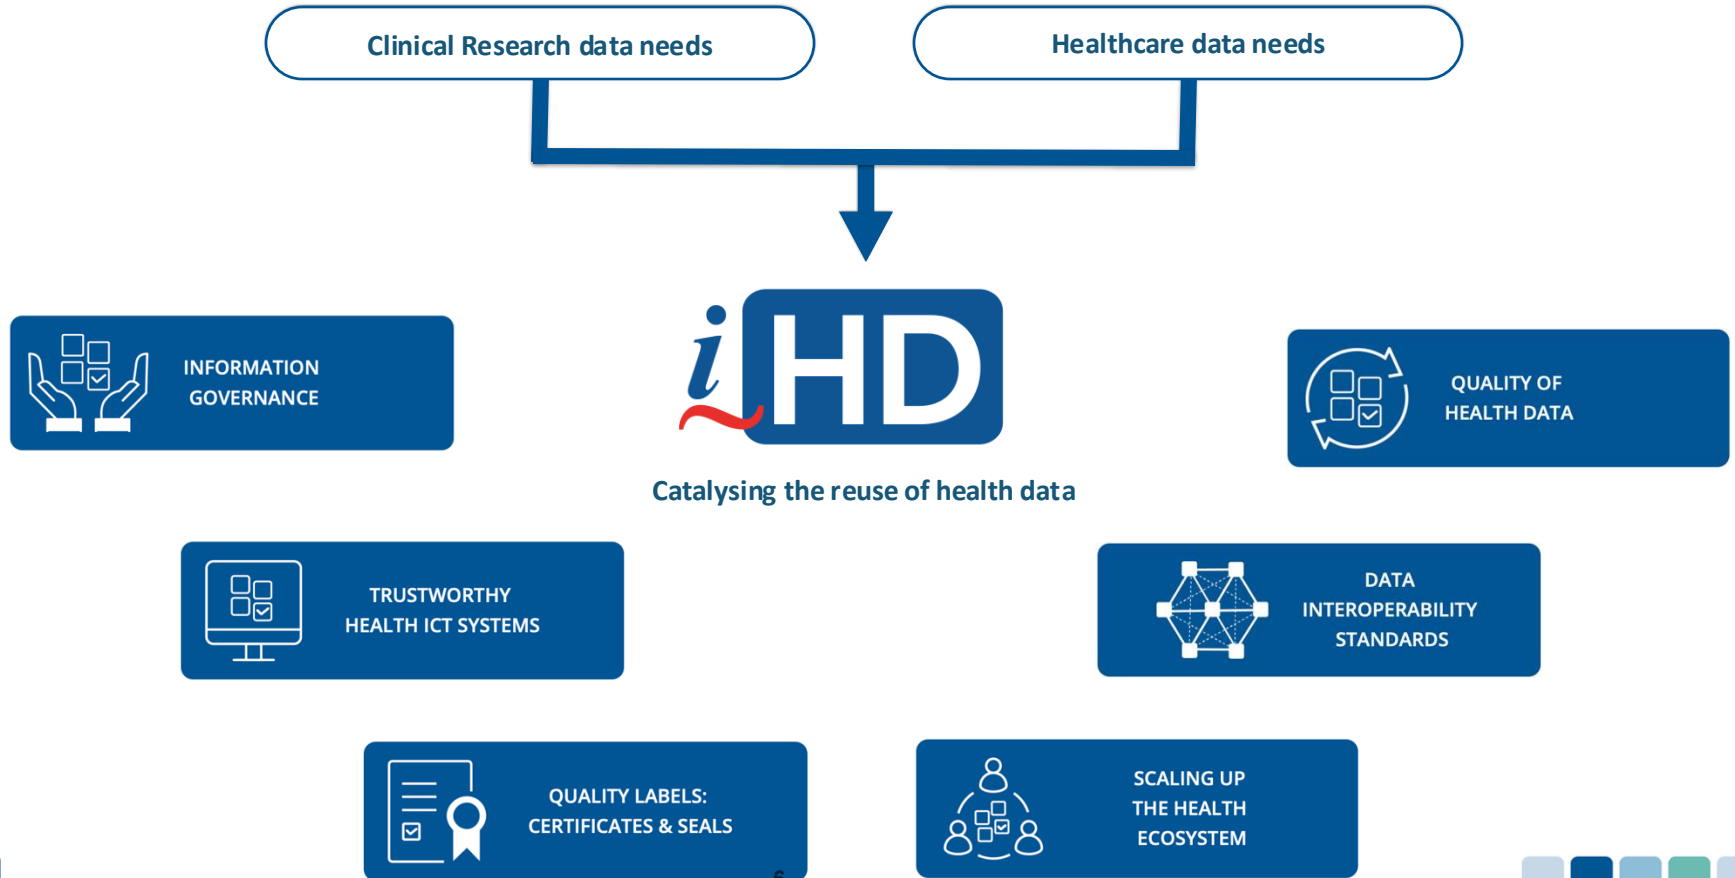 Clinical Research data needs
Healthcare data needs
iHD
INFORMATION
GOVERNANCE
QUALITY OF
HEALTH DATA
Catalysing the reuse of health data
TRUSTWORTHY
HEALTH ICT SYSTEMS
DATA
INTEROPERABILITY
STANDARDS
QUALITY LABELS:
CERTIFICATES & SEALS
SCALING UP
THE HEALTH
ECOSYSTEM
6